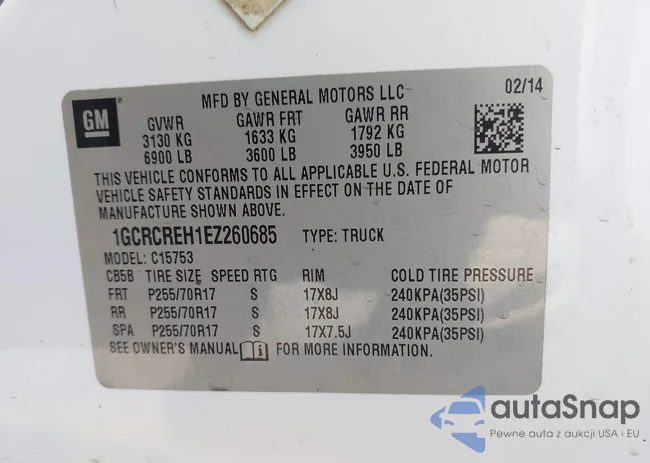 GM
MFD BY GENERAL MOTORS LLC 02/14
GVWR GAWR FRT GAWR RR
3130 KG 1633 KG 1792 KG
6900 LB 3600 LB 3950 LB
THIS VEHICLE CONFORMS TO ALL APPLICABLE U.S. FEDERAL MOTOR
VEHICLE SAFETY STANDARDS IN EFFECT ON THE DATE OF
MANUFACTURE SHOWN ABOVE.
1GCRCREH1EZ260685 TYPE: TRUCK
MODEL: C15753
CB5B TIRE SIZE SPEED RTG RIM COLD TIRE PRESSURE
FRT P255/70R17 S 17X8J 240KPA(35PSI)
RR P255/70R17 S 17X8J 240KPA(35PSI)
SPA P255/70R17 S 17X7.5J 240KPA(35PSI)
SEE OWNER'S MANUAL FOR MORE INFORMATION.
autaSnap
Pewne auta z aukcji USA i EU